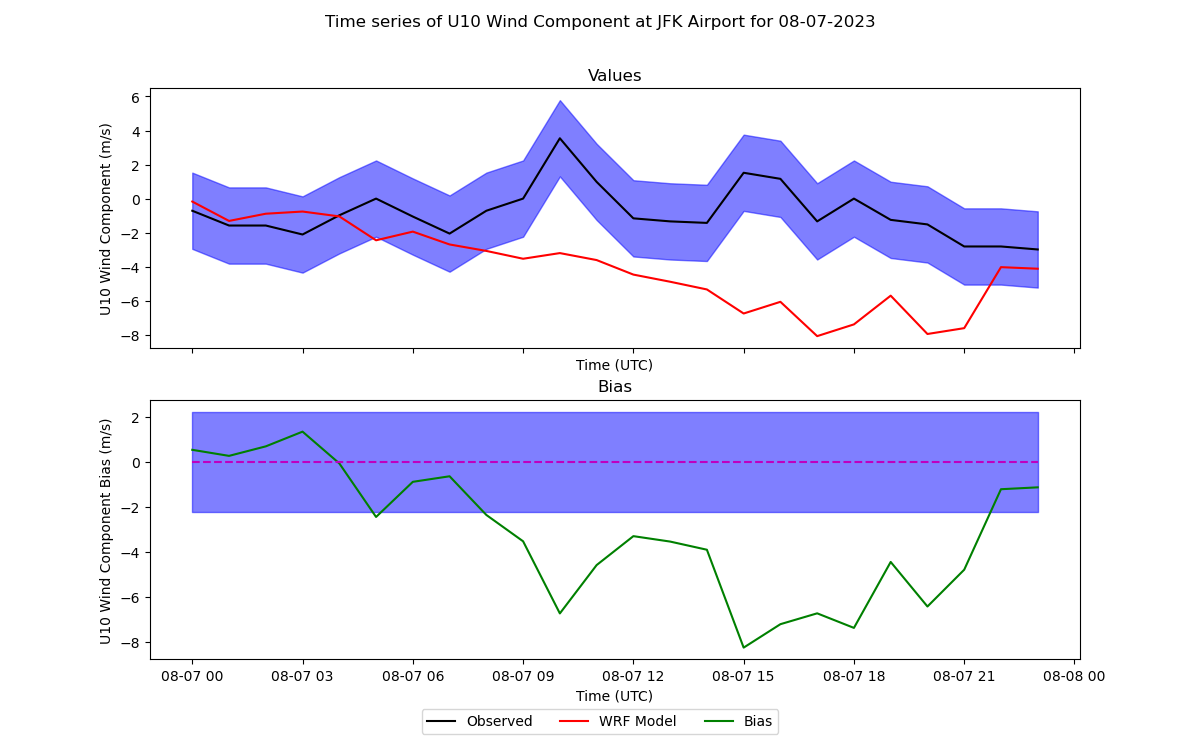 Time series of U10 Wind Component at JFK Airport for 08-07-2023
Values
U10 Wind Component (m/s)
6
4
2
0
−2
−4
−6
−8
Time (UTC)
Bias
U10 Wind Component Bias (m/s)
2
0
−2
−4
−6
−8
08-07 00 08-07 03 08-07 06 08-07 09 08-07 12 08-07 15 08-07 18 08-07 21 08-08 00
Time (UTC)
Observed WRF Model Bias